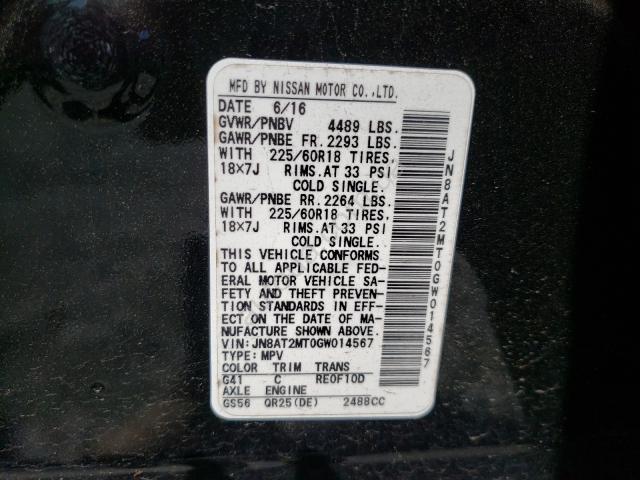 MFD BY NISSAN MOTOR CO.,LTD.
DATE 6/16
GVWR/PNBV 4489 LBS.
GAWR/PNBE FR. 2293 LBS.
WITH 225/60R18 TIRES,
18X7J RIMS. AT 33 PSI
COLD SINGLE.
GAWR/PNBE RR. 2264 LBS.
WITH 225/60R18 TIRES,
18X7J RIMS. AT 33 PSI
COLD SINGLE.
THIS VEHICLE CONFORMS
TO ALL APPLICABLE FED-
ERAL MOTOR VEHICLE SA-
FETY AND THEFT PREVEN-
TION STANDARDS IN EFF-
ECT ON THE DATE OF MAN-
UFACTURE SHOWN ABOVE.
VIN: JN8AT2MT0GW014567
TYPE: MPV
COLOR TRIM TRANS
G41 C RE0F10D
AXLE ENGINE
GS56 QR25(DE) 2488CC
JN8AT2MT0GW014567